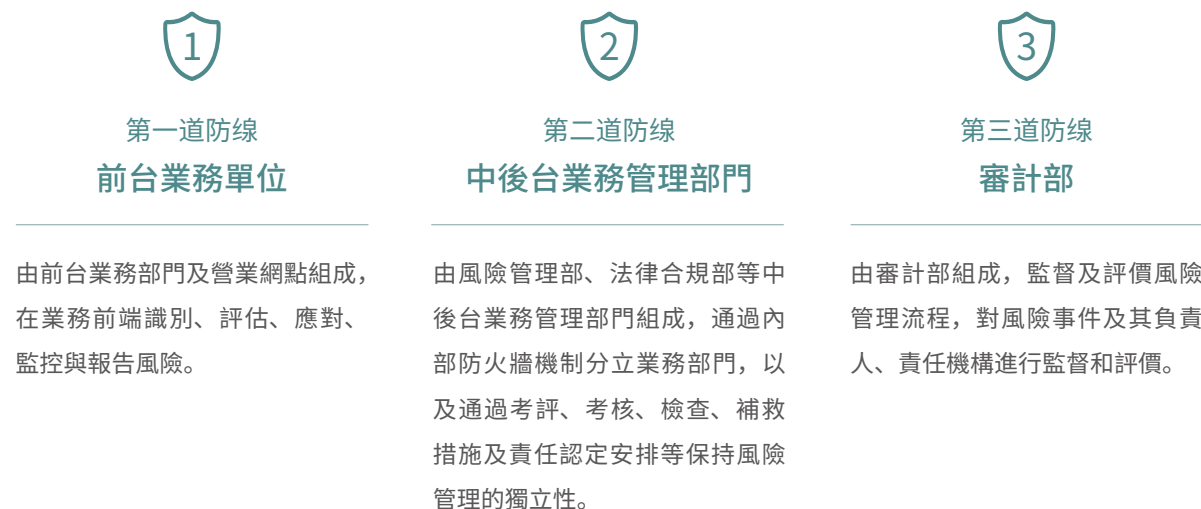 1
第一道防线
前台業務單位
由前台業務部門及營業網點組成，
在業務前端識別、評估、應對、
監控與報告風險。
2
第二道防线
中後台業務管理部門
由風險管理部、法律合規部等中
後台業務管理部門組成，通過內
部防火牆機制分立業務部門，以
及通過考評、考核、檢查、補救
措施及責任認定安排等保持風險
管理的獨立性。
3
第三道防线
審計部
由審計部組成，監督及評價風險
管理流程，對風險事件及其負責
人、責任機構進行監督和評價。